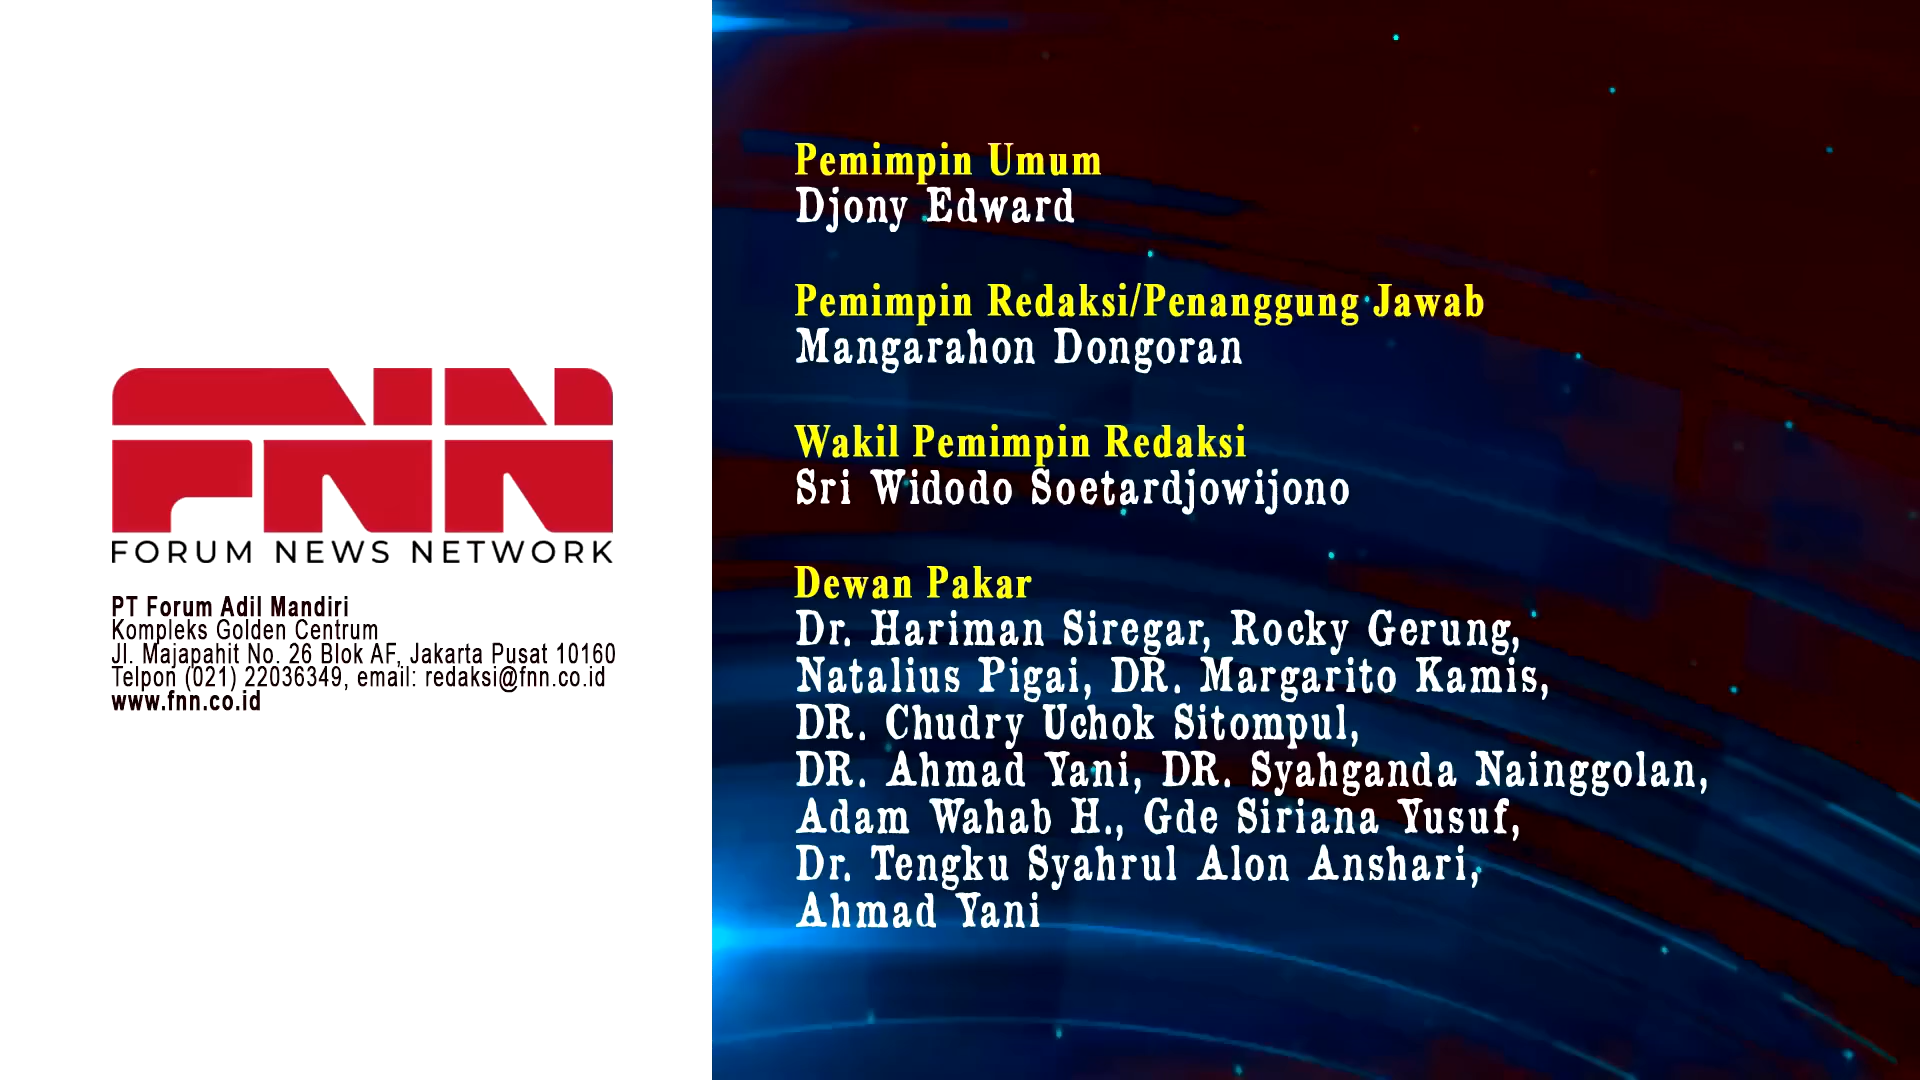 FNN
FORUM NEWS NETWORK
PT Forum Adil Mandiri
Kompleks Golden Centrum
Jl. Majapahit No. 26 Blok AF, Jakarta Pusat 10160
Telpon (021) 22036349, email: redaksi@fnn.co.id
www.fnn.co.id
Pemimpin Umum
Djony Edward
Pemimpin Redaksi/Penanggung Jawab
Mangarahon Dongoran
Wakil Pemimpin Redaksi
Sri Widodo Soetardjowijono
Dewan Pakar
Dr. Hariman Siregar, Rocky Gerung,
Natalius Pigai, DR. Margarito Kamis,
DR. Chudry Uchok Sitompul,
DR. Ahmad Yani, DR. Syahganda Nainggolan,
Adam Wahab H., Gde Siriana Yusuf,
Dr. Tengku Syahrul Alon Anshari,
Ahmad Yani